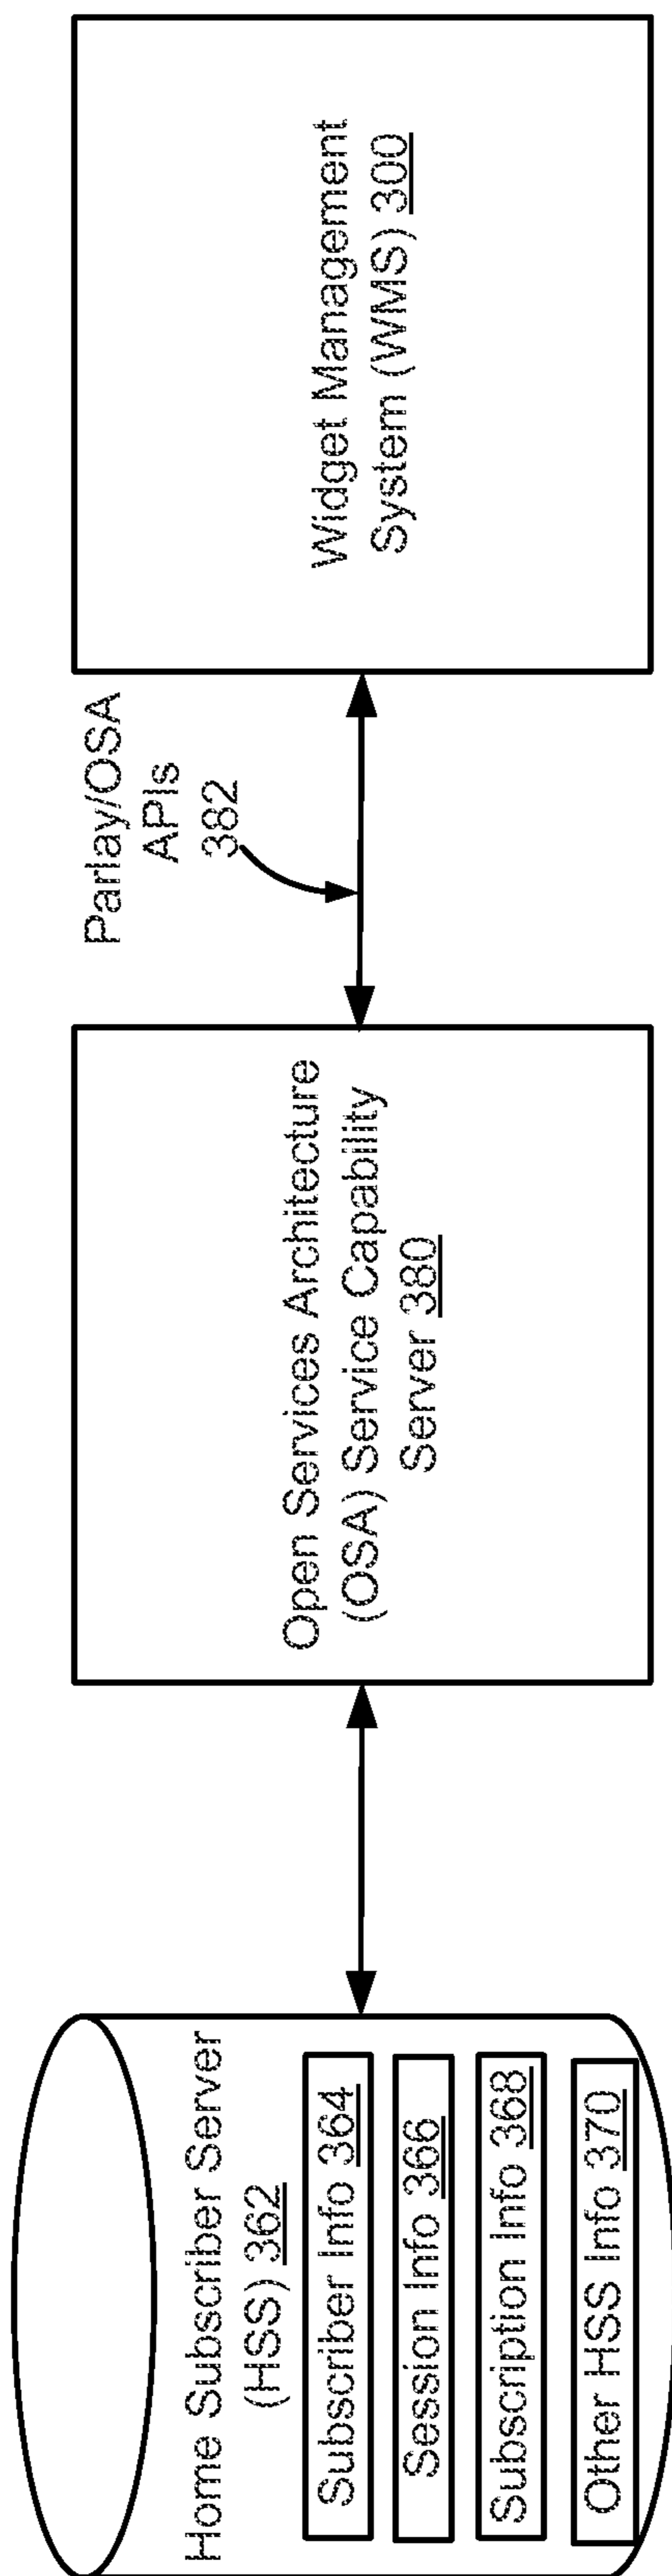 Home Subscriber Server
(HSS) 362
Subscriber Info 364
Session Info 366
Subscription Info 368
Other HSS Info 370
Open Services Architecture
(OSA) Service Capability
Server 380
Parlay/OSA
APIs
382
Widget Management
System (WMS) 300